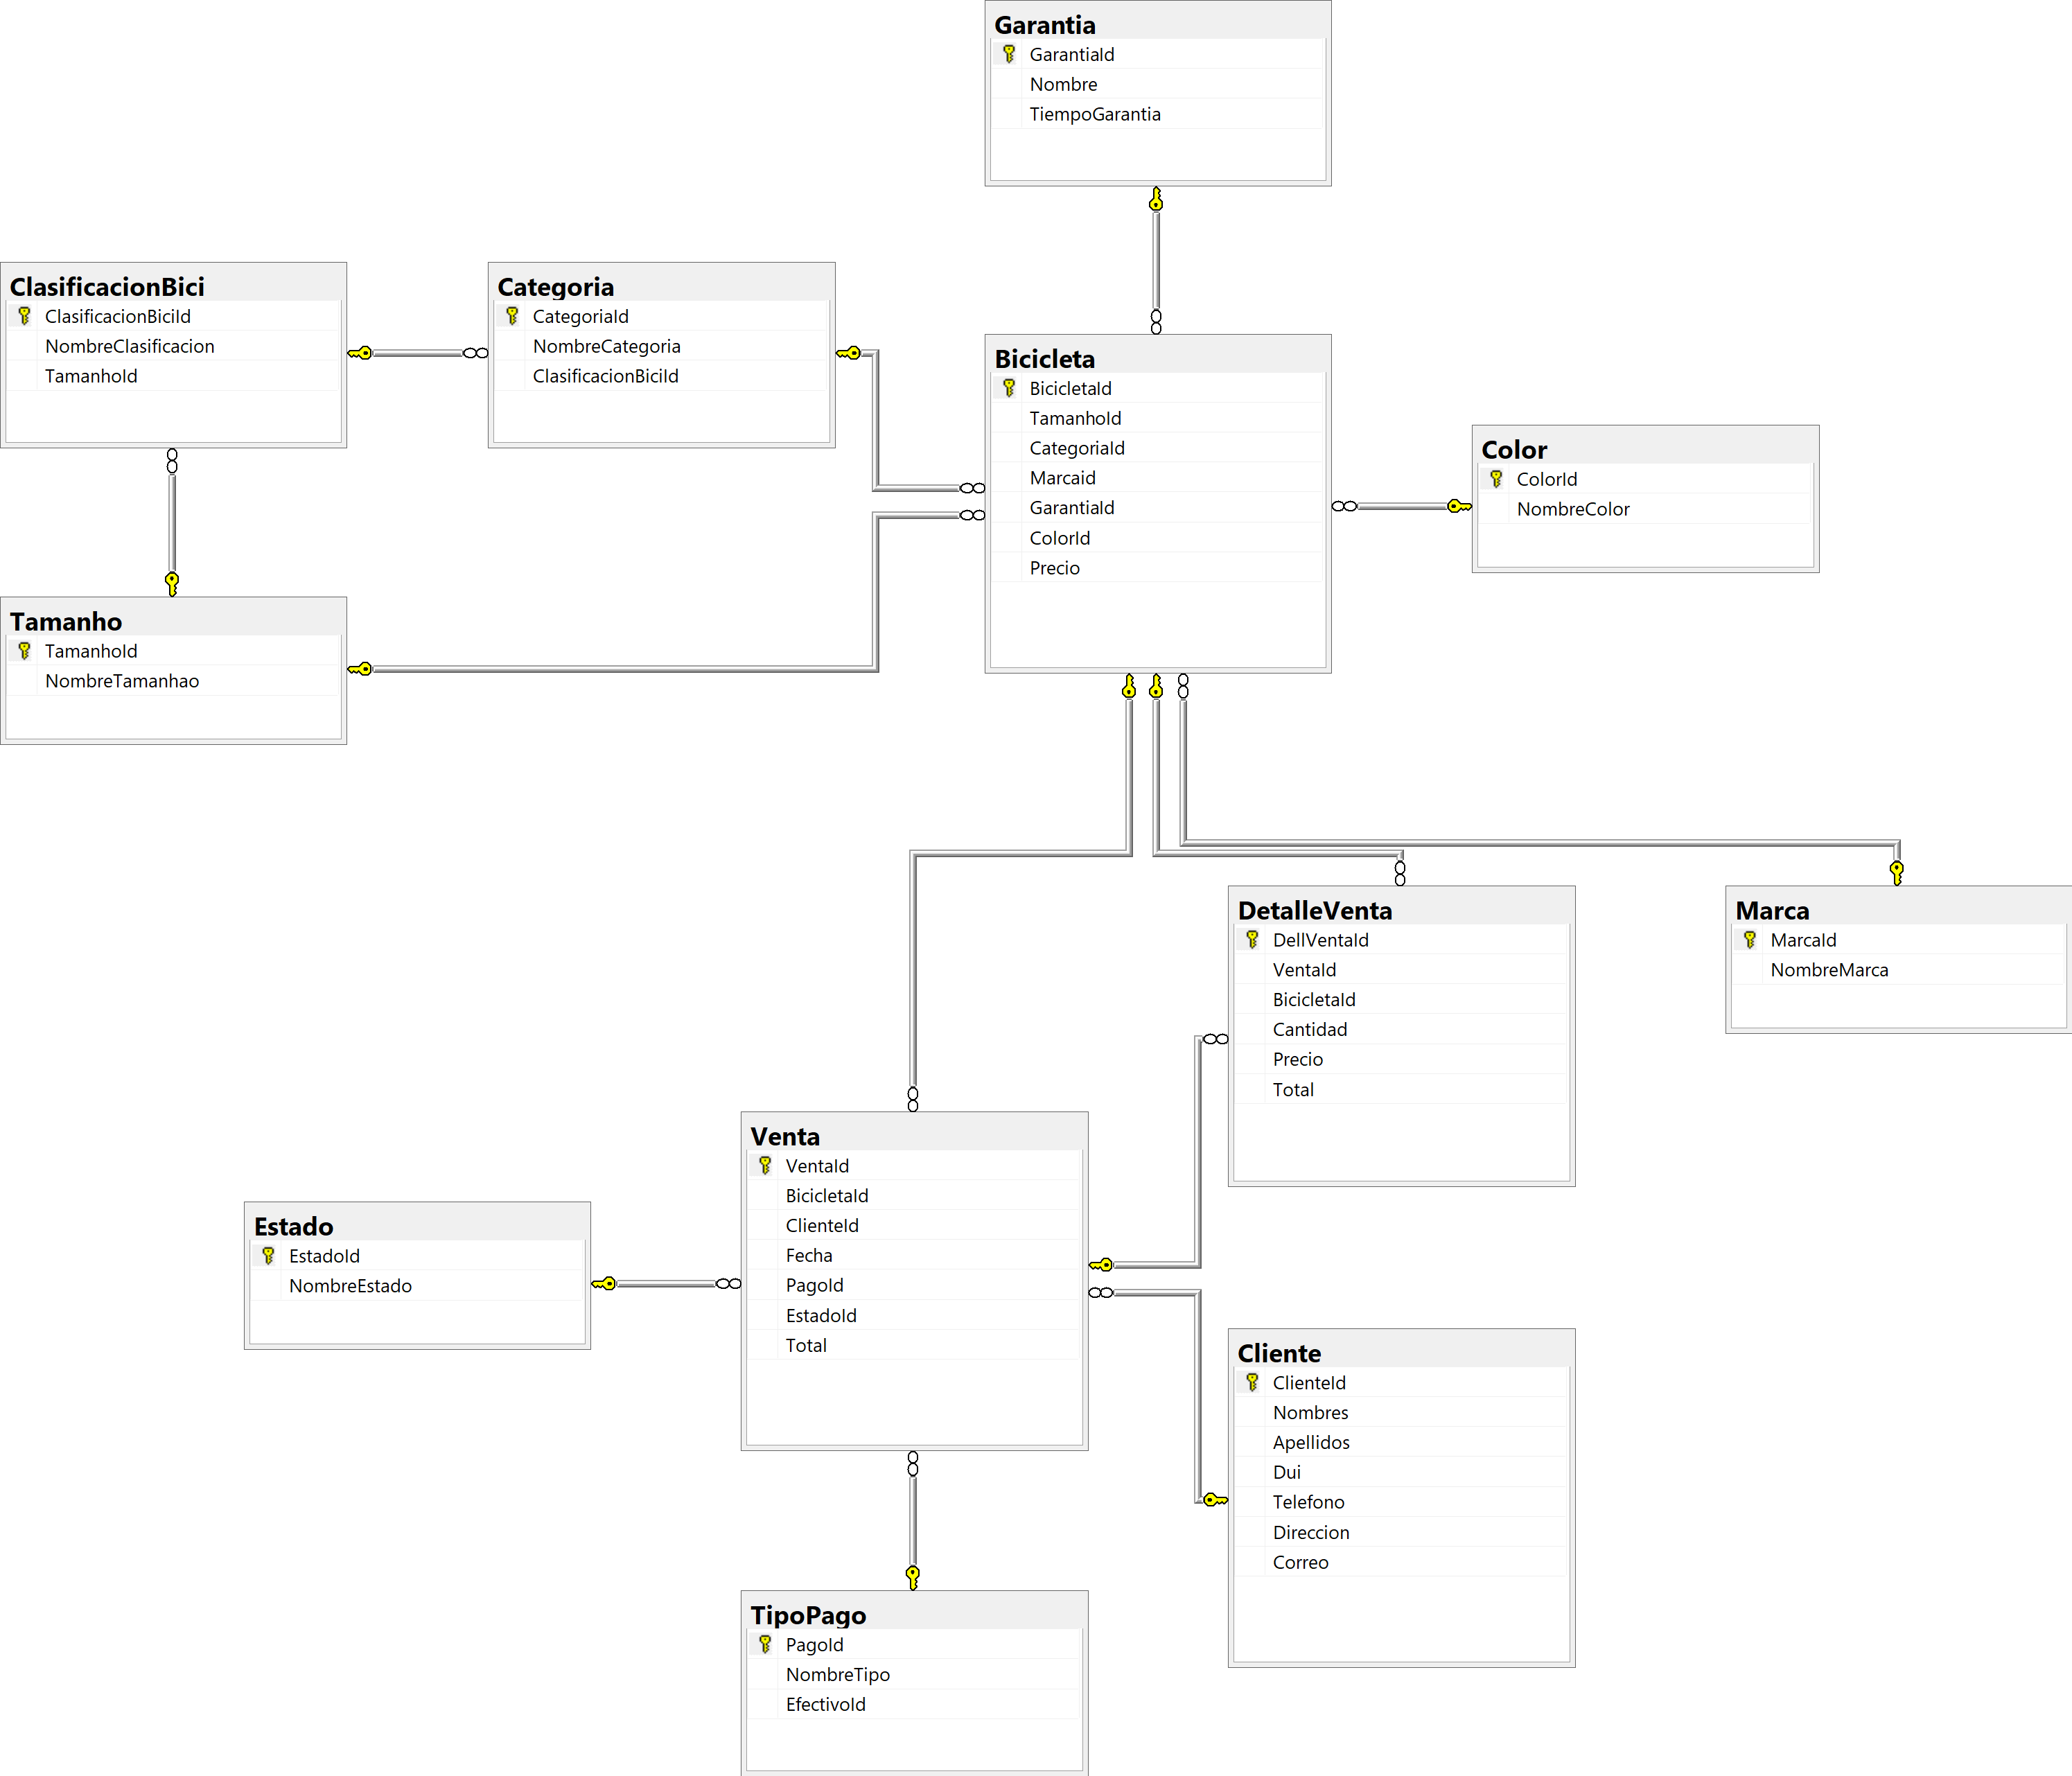 Garantia
GarantiaId
Nombre
TiempoGarantia
ClasificacionBici
ClasificacionBiciId
NombreClasificacion
TamanhoId
Categoria
CategoriaId
NombreCategoria
ClasificacionBiciId
Bicicleta
BicicletaId
TamanhoId
CategoriaId
Marcaid
GarantiaId
ColorId
Precio
Color
ColorId
NombreColor
Tamanho
TamanhoId
NombreTamanhao
DetalleVenta
DellVentaId
VentaId
BicicletaId
Cantidad
Precio
Total
Marca
MarcaId
NombreMarca
Venta
VentaId
BicicletaId
ClienteId
Fecha
PagoId
EstadoId
Total
Estado
EstadoId
NombreEstado
Cliente
ClienteId
Nombres
Apellidos
Dui
Telefono
Direccion
Correo
TipoPago
PagoId
NombreTipo
EfectivoId